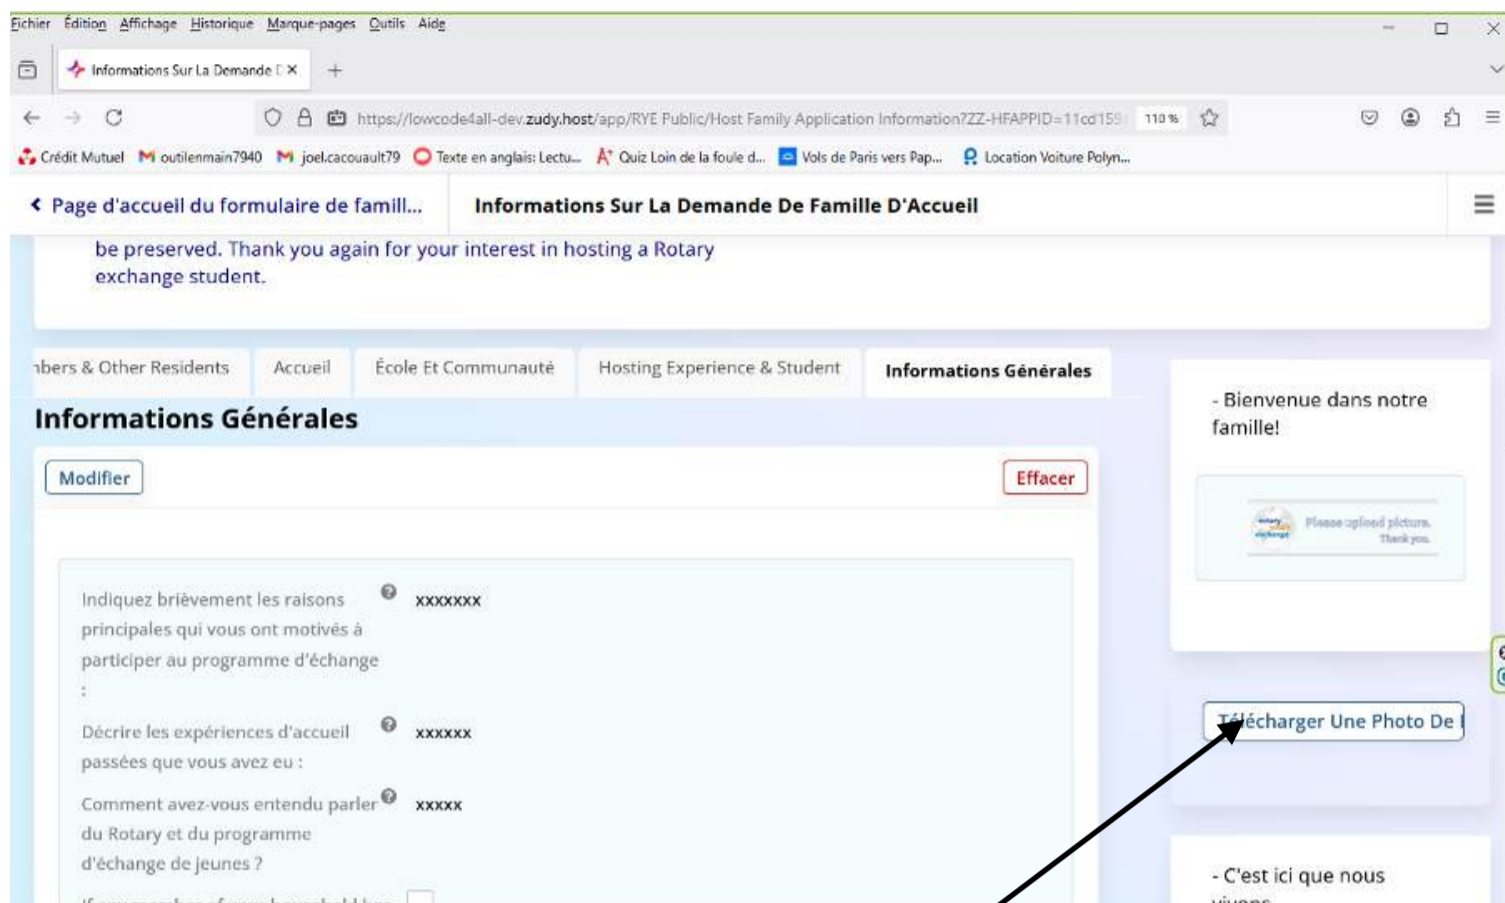 Fichier Édition Affichage Historique Marque-pages Outils Aide
Informations Sur La Demande D
https://lowcode4all-dev.zudy.host/app/RYE Public/Host Family Application Information?ZZ-HFAPPID=11cd159 110 %
Crédit Mutuel outilenmain7940 joel.cacouault79 Texte en anglais: Lectu... Quiz Loin de la foule d... Vols de Paris vers Pap... Location Voiture Polyn...
Page d'accueil du formulaire de famill... Informations Sur La Demande De Famille D'Accueil
be preserved. Thank you again for your interest in hosting a Rotary
exchange student.
nbers & Other Residents Accueil École Et Communauté Hosting Experience & Student Informations Générales
Informations Générales
Modifier Effacer
Indiquez brièvement les raisons xxxxxxx
principales qui vous ont motivés à
participer au programme d'échange
:
Décrire les expériences d'accueil xxxxxx
passées que vous avez eu :
Comment avez-vous entendu parler xxxxx
du Rotary et du programme
d'échange de jeunes ?
- Bienvenue dans notre
famille!
Please upload picture.
Thank you.
Télécharger Une Photo De
- C'est ici que nous
vivons